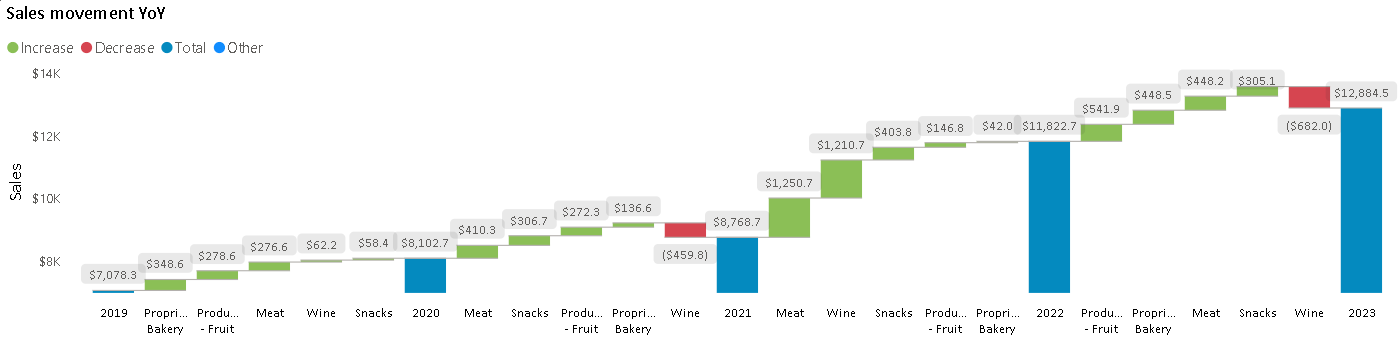 Sales movement YoY
Increase Decrease Total Other
$14K
$12K
$10K
$8K
Sales
$7,078.3 $348.6 $278.6 $276.6 $62.2 $58.4 $8,102.7 $410.3 $306.7 $272.3 $136.6 ($459.8) $8,768.7 $1,250.7 $1,210.7 $403.8 $146.8 $42.0 $11,822.7 $541.9 $448.5 $448.2 $305.1 ($682.0) $12,884.5
2019 Propri... Produ... Meat Wine Snacks 2020 Meat Snacks Produ... Propri... Wine 2021 Meat Wine Snacks Produ... Propri... 2022 Produ... Propri... Meat Snacks Wine 2023
Bakery - Fruit - Fruit Bakery - Fruit Bakery - Fruit Bakery